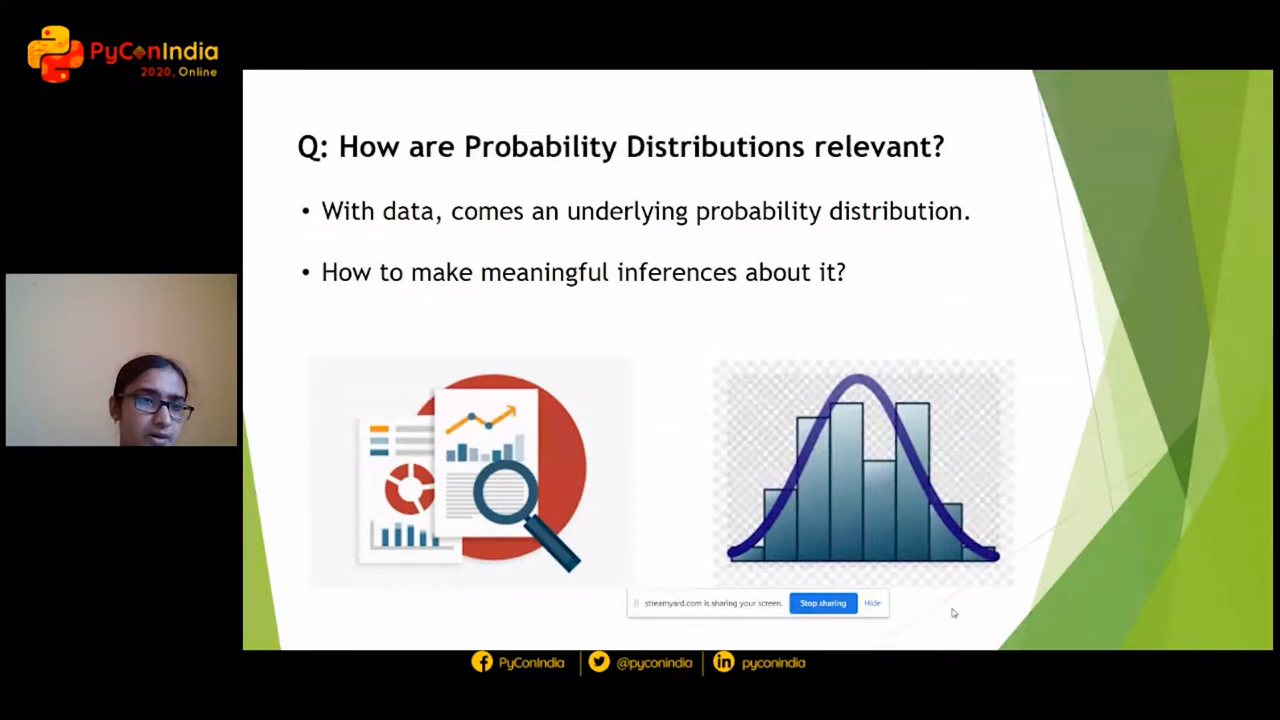 PyConIndia
2020, Online
Q: How are Probability Distributions relevant?
• With data, comes an underlying probability distribution.
• How to make meaningful inferences about it?
streamyard.com is sharing your screen.
Stop sharing
Hide
PyConIndia
@pyconindia
pyconindia